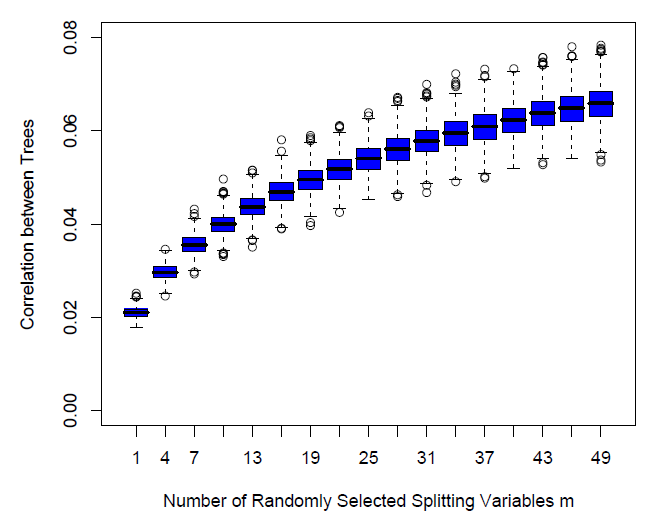 0.08
0.06
0.04
0.02
0.00
Correlation between Trees
1 4 7 13 19 25 31 37 43 49
Number of Randomly Selected Splitting Variables m